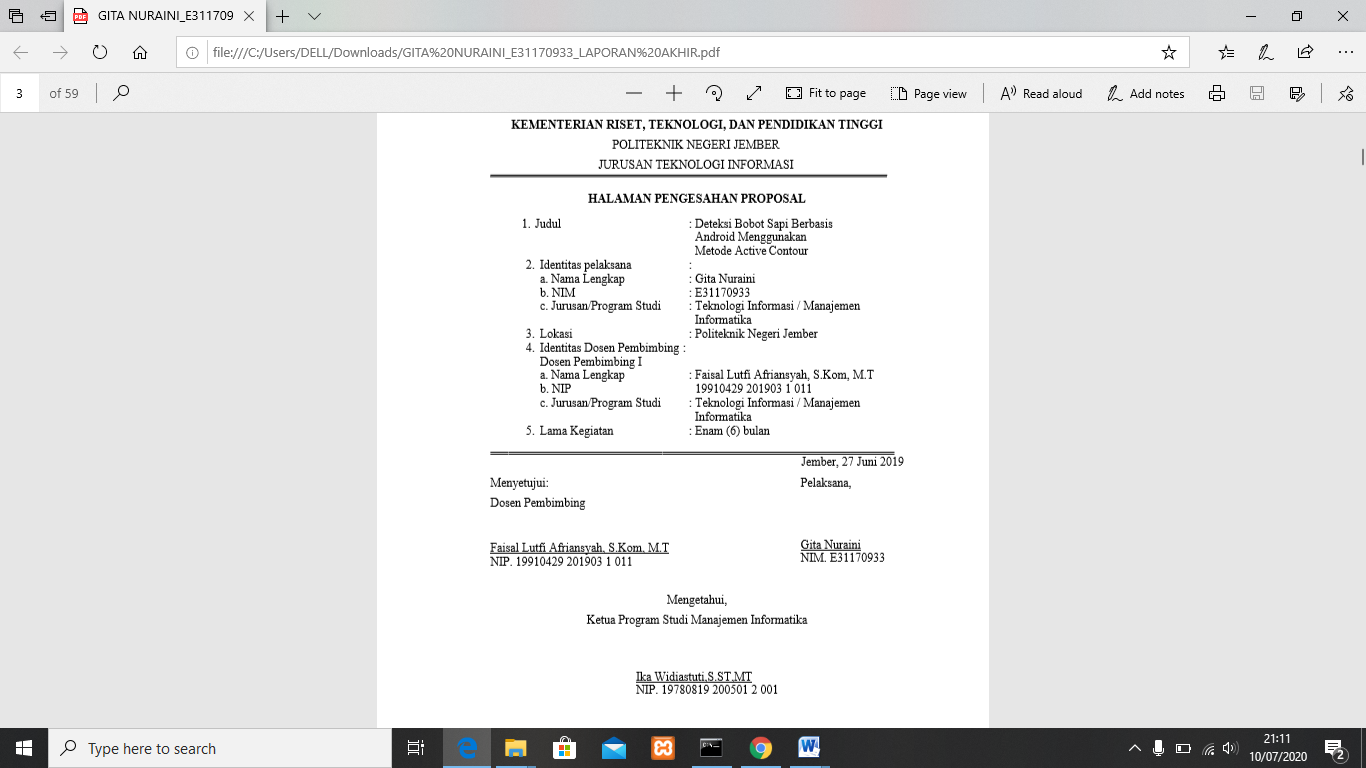 GITA NURAINI_E311709
file:///C:/Users/DELL/Downloads/GITA%20NURAINI_E31170933_LAPORAN%20AKHIR.pdf
3 of 59 Fit to page Page view Read aloud Add notes
KEMENTERIAN RISET, TEKNOLOGI, DAN PENDIDIKAN TINGGI
POLITEKNIK NEGERI JEMBER
JURUSAN TEKNOLOGI INFORMASI
HALAMAN PENGESAHAN PROPOSAL
1. Judul : Deteksi Bobot Sapi Berbasis
Android Menggunakan
Metode Active Contour
2. Identitas pelaksana :
a. Nama Lengkap : Gita Nuraini
b. NIM : E31170933
c. Jurusan/Program Studi : Teknologi Informasi / Manajemen
Informatika
3. Lokasi : Politeknik Negeri Jember
4. Identitas Dosen Pembimbing :
Dosen Pembimbing I
a. Nama Lengkap : Faisal Lutfi Afriansyah, S.Kom, M.T
b. NIP 19910429 201903 1 011
c. Jurusan/Program Studi : Teknologi Informasi / Manajemen
Informatika
5. Lama Kegiatan : Enam (6) bulan
Jember, 27 Juni 2019
Menyetujui: Pelaksana,
Dosen Pembimbing
Faisal Lutfi Afriansyah, S.Kom, M.T Gita Nuraini
NIP. 19910429 201903 1 011 NIM. E31170933
Mengetahui,
Ketua Program Studi Manajemen Informatika
Ika Widiastuti,S.ST,MT
NIP. 19780819 200501 2 001
Type here to search
21:11
10/07/2020
2